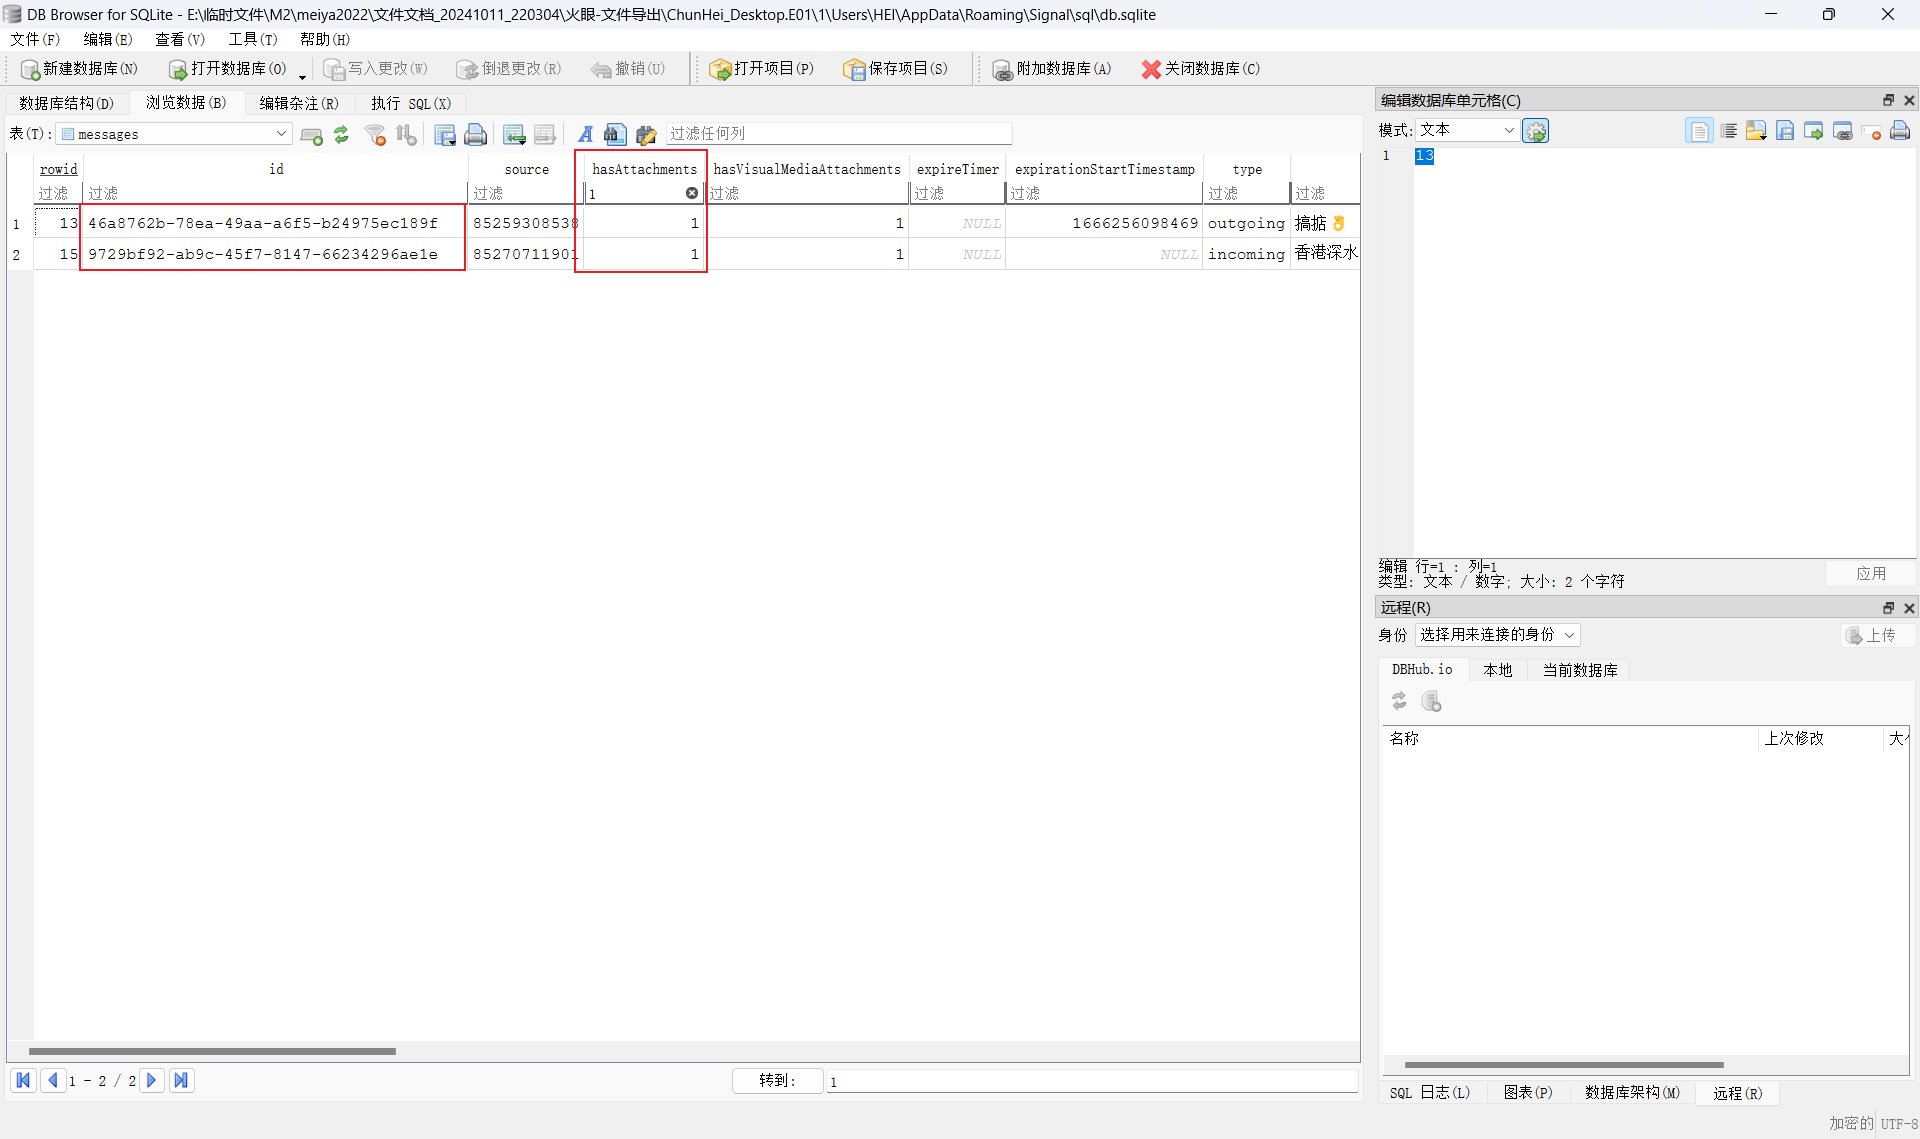 DB Browser for SQLite - E:\临时文件\M2\meiya2022\文件文档_20241011_220304\火眼-文件导出\ChunHei_Desktop.E01\1\Users\HEI\AppData\Roaming\Signal\sql\db.sqlite
文件(F) 编辑(E) 查看(V) 工具(T) 帮助(H)
新建数据库(N) 打开数据库(O) 写入更改(W) 倒退更改(R) 撤销(U) 打开项目(P) 保存项目(S) 附加数据库(A) 关闭数据库(C)
数据库结构(D) 浏览数据(B) 编辑杂注(R) 执行 SQL(X)
表(T): messages 过滤任何列
rowid id source hasAttachments hasVisualMediaAttachments expireTimer expirationStartTimestamp type
过滤 过滤 过滤 1 过滤 过滤 过滤 过滤 过滤
1 13 46a8762b-78ea-49aa-a6f5-b24975ec189f 85259308538 1 1 NULL 1666256098469 outgoing 搞掂👌
2 15 9729bf92-ab9c-45f7-8147-66234296ae1e 85270711901 1 1 NULL NULL incoming 香港深水
1 - 2 / 2 转到: 1
编辑数据库单元格(C)
模式: 文本
1 13
编辑 行=1 : 列=1
类型: 文本 / 数字; 大小: 2 个字符
应用
远程(R)
身份 选择用来连接的身份 上传
DBHub.io 本地 当前数据库
名称 上次修改 大小
SQL 日志(L) 图表(P) 数据库架构(M) 远程(R)
加密的 UTF-8